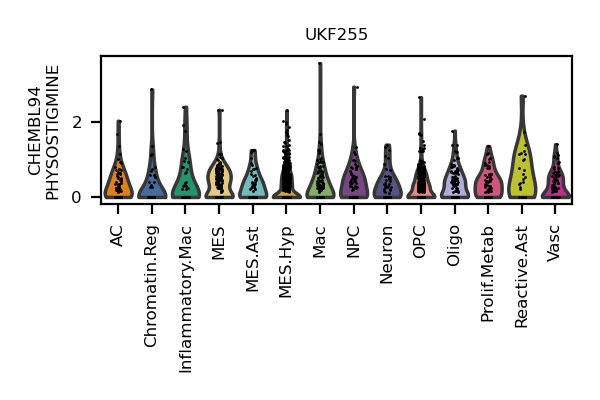 UKF255
CHEMBL94
PHYSOSTIGMINE
2
0
AC
Chromatin.Reg
Inflammatory.Mac
MES
MES.Ast
MES.Hyp
Mac
NPC
Neuron
OPC
Oligo
Prolif.Metab
Reactive.Ast
Vasc